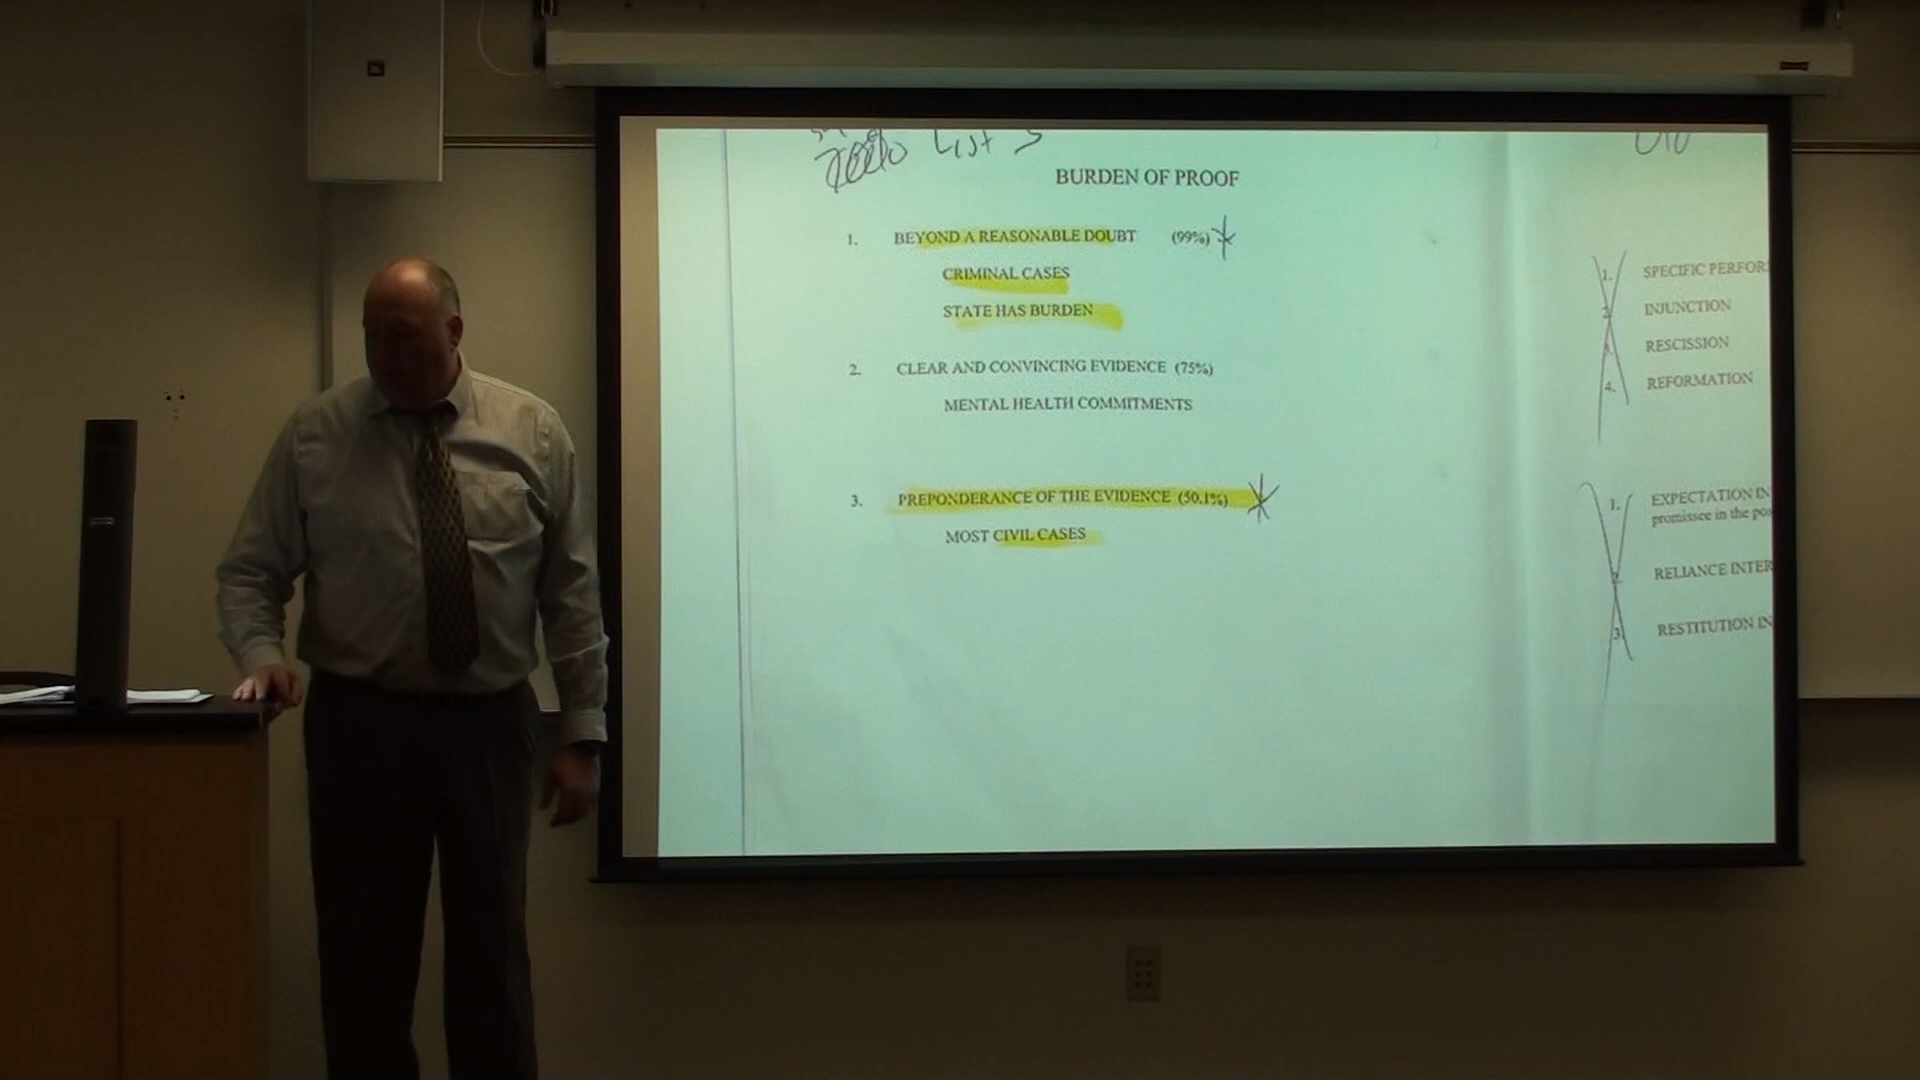 List 3
BURDEN OF PROOF
1. BEYOND A REASONABLE DOUBT (99%)
CRIMINAL CASES
STATE HAS BURDEN
2. CLEAR AND CONVINCING EVIDENCE (75%)
MENTAL HEALTH COMMITMENTS
3. PREPONDERANCE OF THE EVIDENCE (50.1%)
MOST CIVIL CASES
1. SPECIFIC PERFOR
2. INJUNCTION
RESCISSION
4. REFORMATION
1. EXPECTATION IN
promissee in the pos
2. RELIANCE INTER
3. RESTITUTION IN